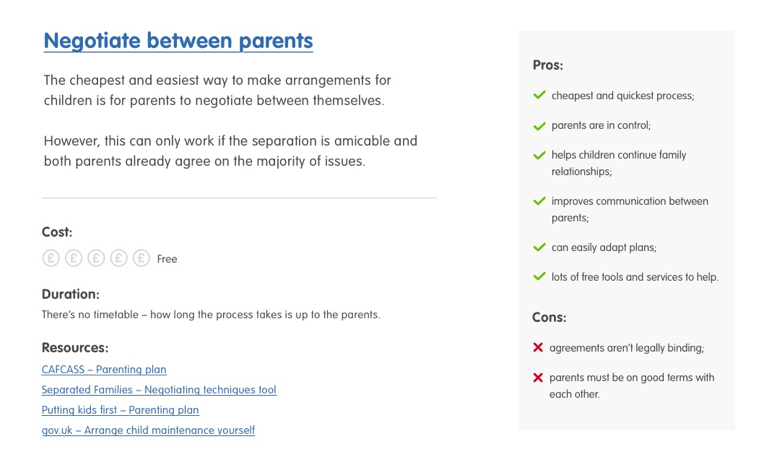 Negotiate between parents
The cheapest and easiest way to make arrangements for
children is for parents to negotiate between themselves.
However, this can only work if the separation is amicable and
both parents already agree on the majority of issues.
Cost:
£ £ £ £ £ Free
Duration:
There's no timetable – how long the process takes is up to the parents.
Resources:
CAFCASS – Parenting plan
Separated Families – Negotiating techniques tool
Putting kids first – Parenting plan
gov.uk – Arrange child maintenance yourself
Pros:
cheapest and quickest process;
parents are in control;
helps children continue family
relationships;
improves communication between
parents;
can easily adapt plans;
lots of free tools and services to help.
Cons:
agreements aren't legally binding;
parents must be on good terms with
each other.